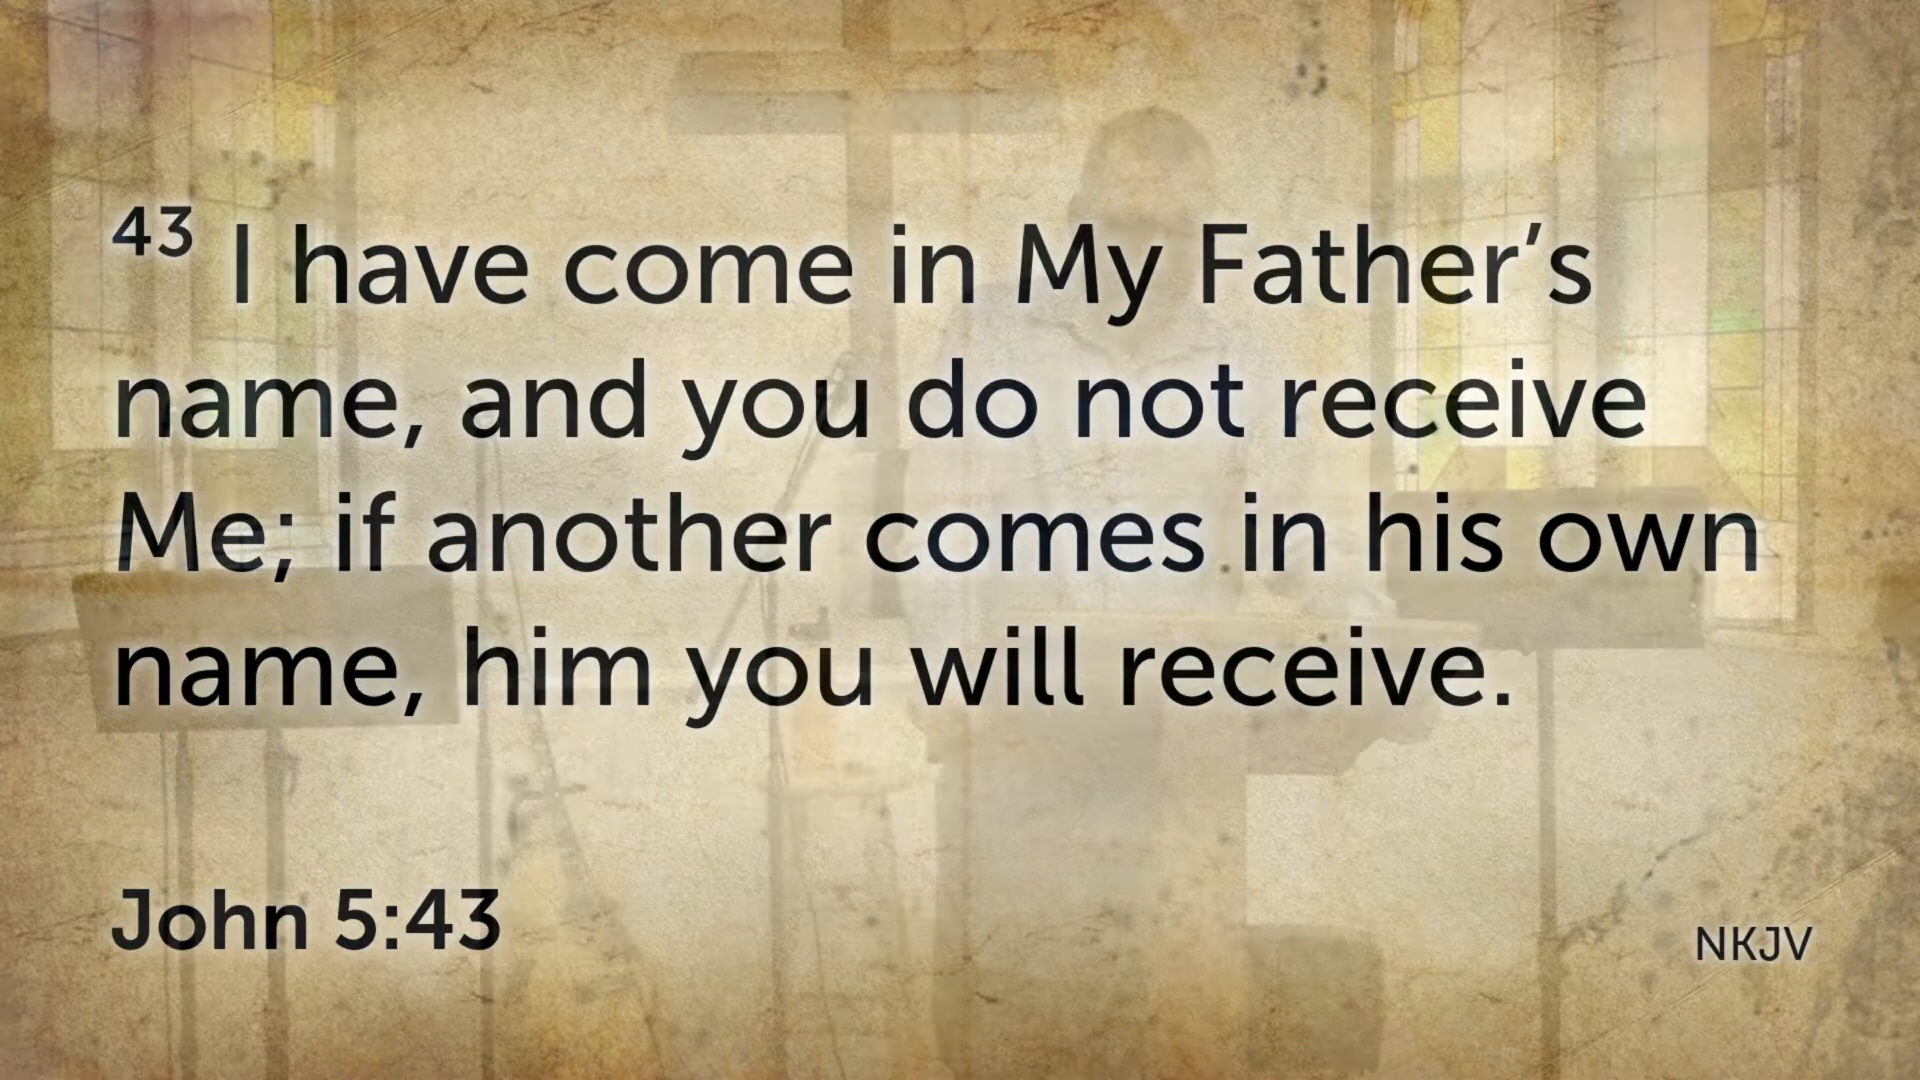 43 I have come in My Father’s
name, and you do not receive
Me; if another comes in his own
name, him you will receive.
John 5:43
NKJV